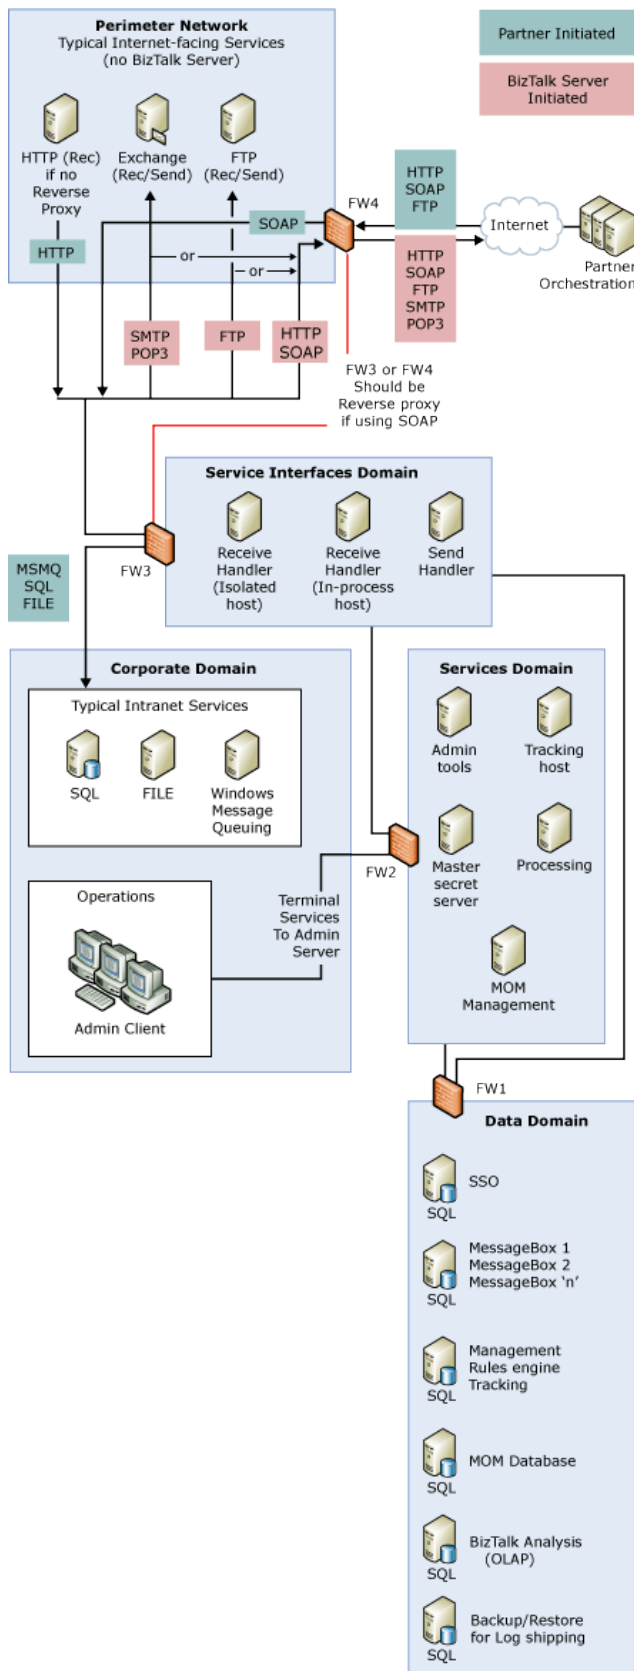 Perimeter Network
Typical Internet-facing Services
(no BizTalk Server)
Partner Initiated
BizTalk Server
Initiated
HTTP (Rec)
if no
Reverse
Proxy
Exchange
(Rec/Send)
FTP
(Rec/Send)
HTTP
SOAP
FW4
HTTP
SOAP
FTP
Internet
Partner
Orchestration
or
or
HTTP
SOAP
FTP
SMTP
POP3
SMTP
POP3
FTP
HTTP
SOAP
FW3 or FW4
Should be
Reverse proxy
if using SOAP
Service Interfaces Domain
Receive
Handler
(Isolated
host)
Receive
Handler
(In-process
host)
Send
Handler
FW3
MSMQ
SQL
FILE
Corporate Domain
Typical Intranet Services
SQL
FILE
Windows
Message
Queuing
Services Domain
Admin
tools
Tracking
host
FW2
Master
secret
server
Processing
MOM
Management
Operations
Admin Client
Terminal
Services
To Admin
Server
FW1
Data Domain
SSO
SQL
MessageBox 1
MessageBox 2
MessageBox ‘n’
SQL
Management
Rules engine
Tracking
SQL
MOM Database
SQL
BizTalk Analysis
(OLAP)
SQL
Backup/Restore
for Log shipping
SQL